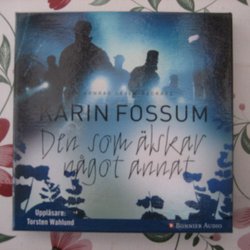 KARIN FOSSUM
Den som älskar
något annat
Uppläsare:
Torsten Wahlund
BONNIER AUDIO